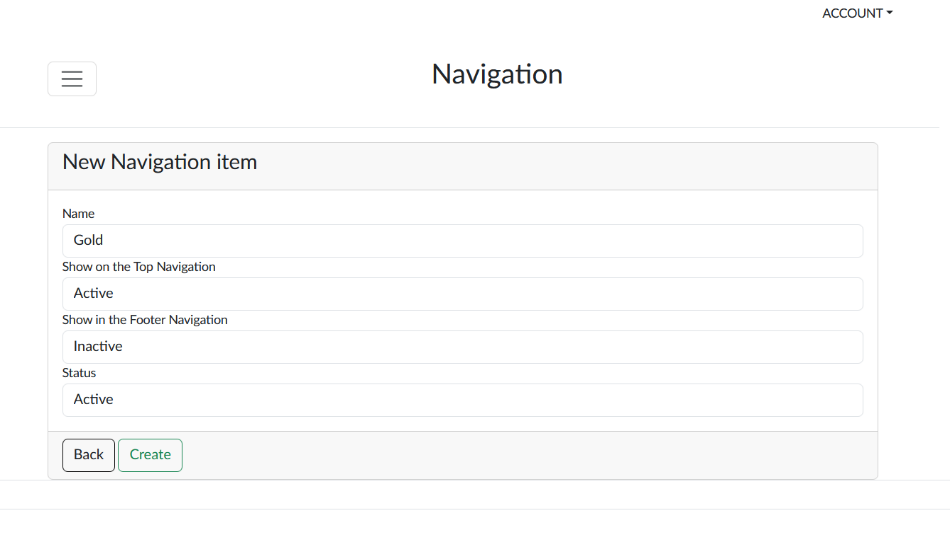 ACCOUNT
Navigation
New Navigation item
Name
Gold
Show on the Top Navigation
Active
Show in the Footer Navigation
Inactive
Status
Active
Back Create